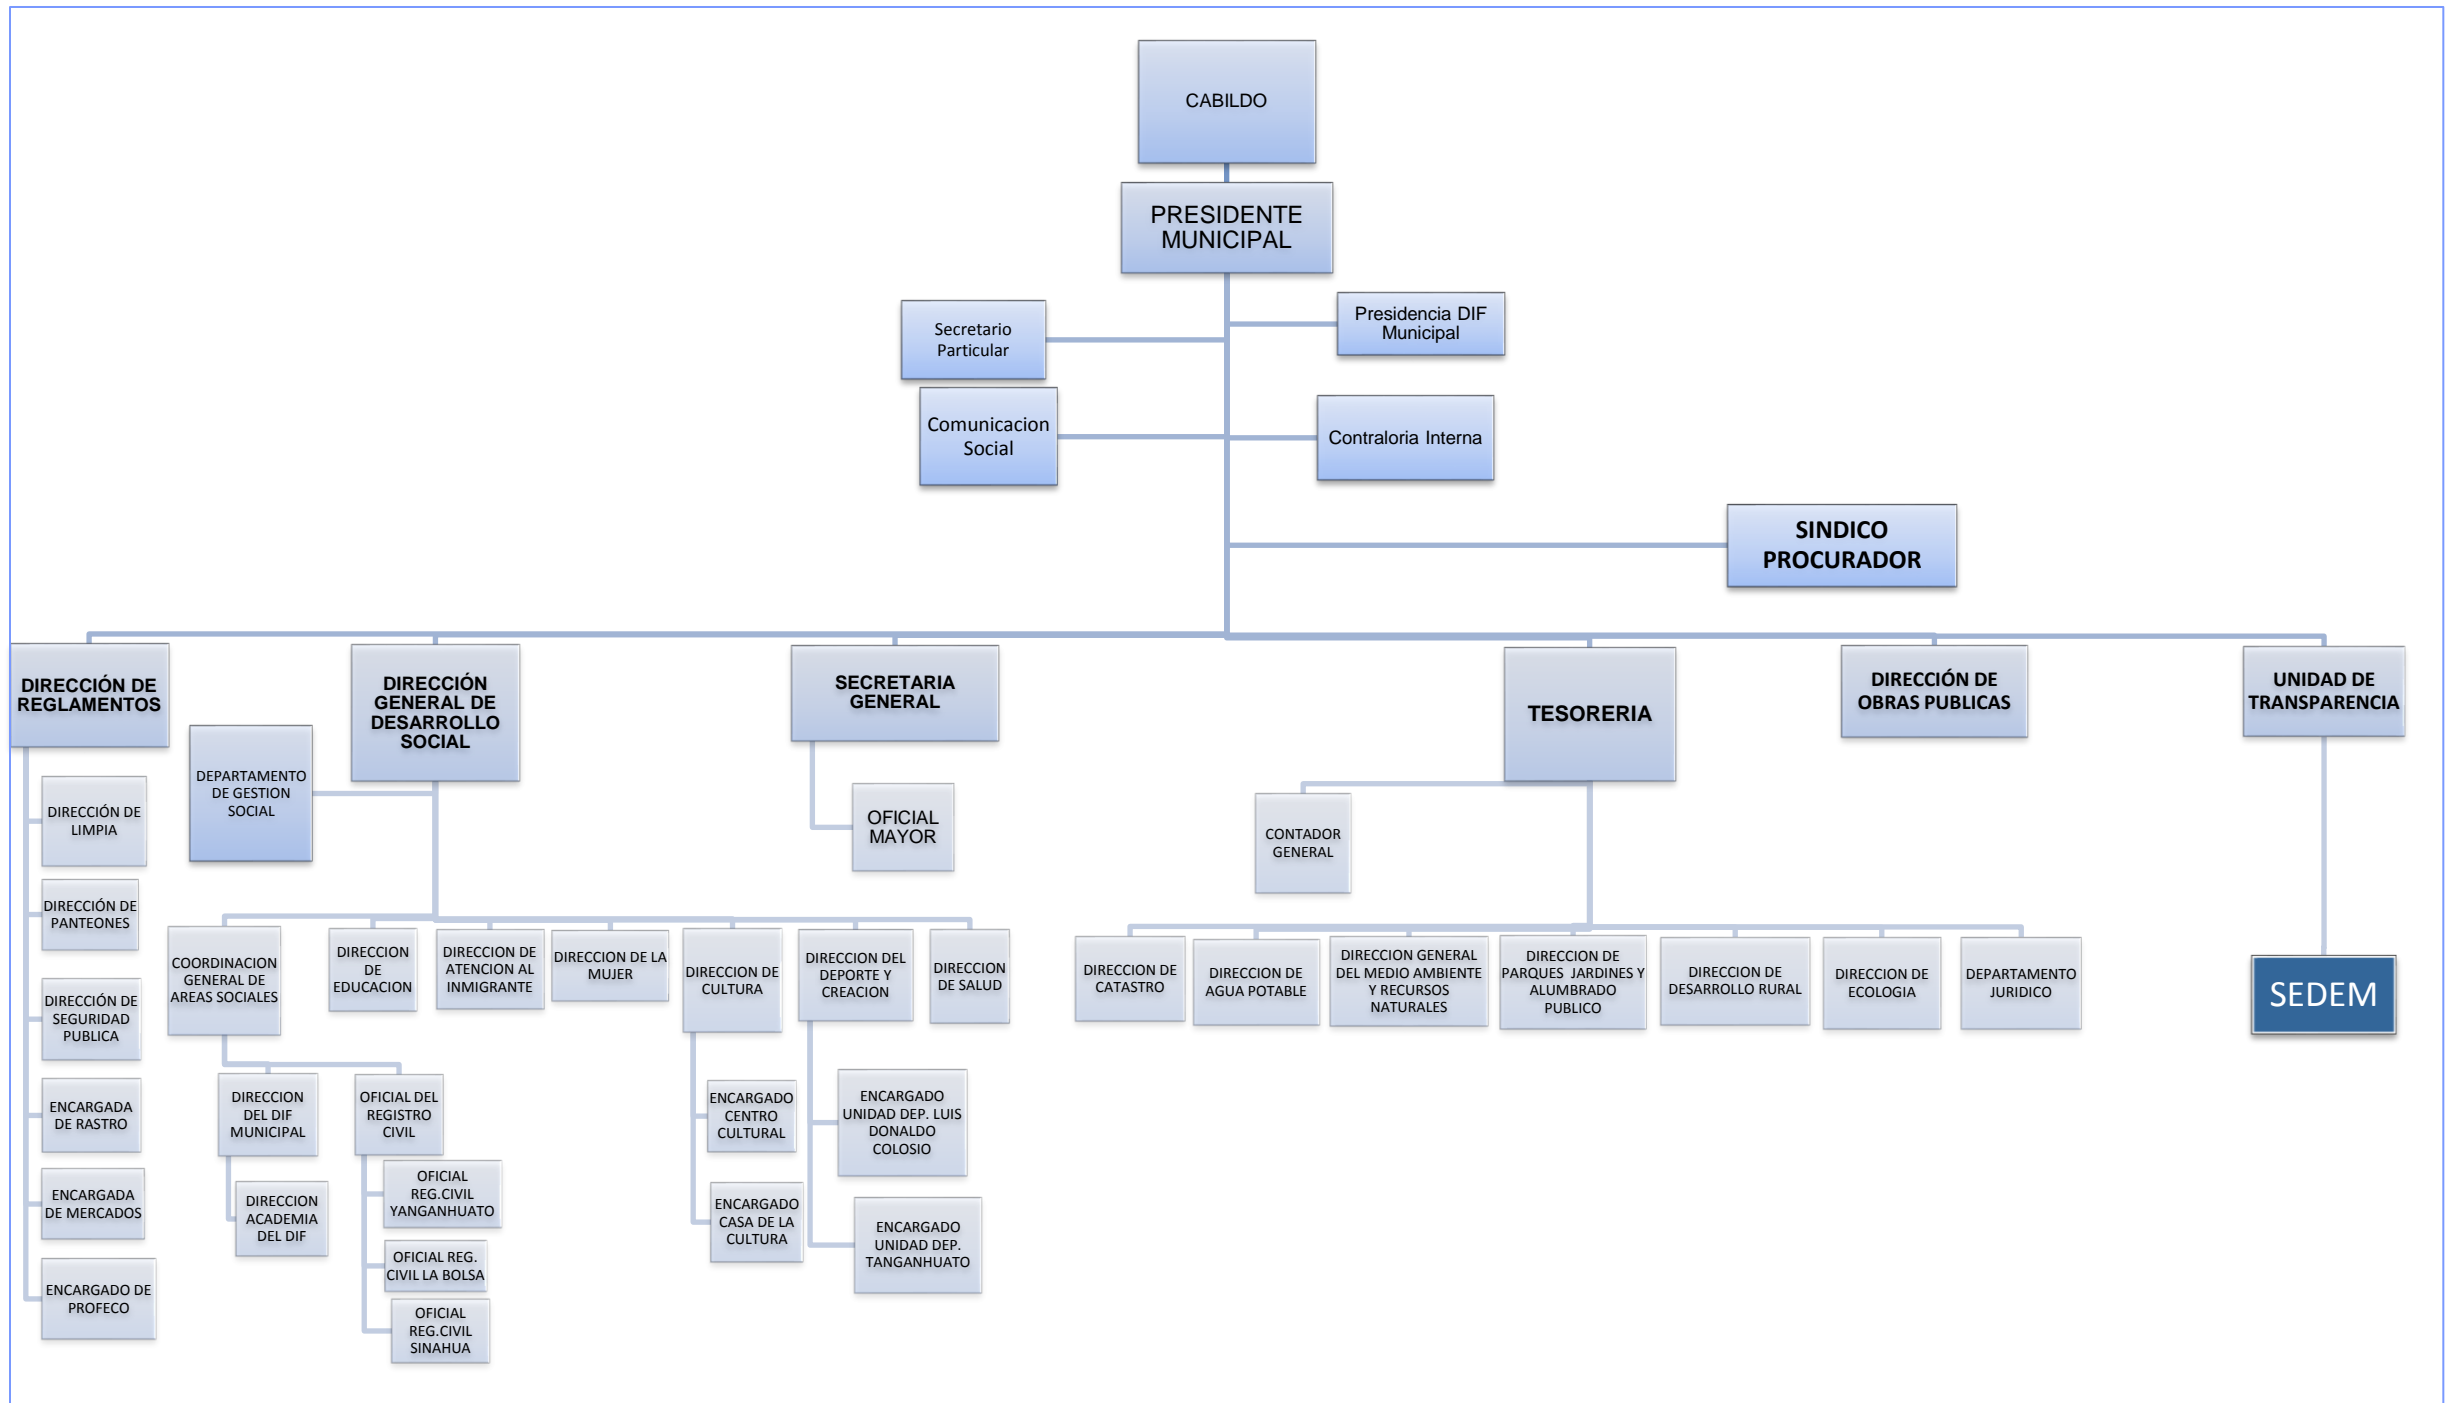 CABILDO
PRESIDENTE
MUNICIPAL
Secretario
Particular
Presidencia DIF
Municipal
Comunicacion
Social
Contraloria Interna
SINDICO
PROCURADOR
DIRECCIÓN DE
REGLAMENTOS
DIRECCIÓN
GENERAL DE
DESARROLLO
SOCIAL
SECRETARIA
GENERAL
TESORERIA
DIRECCIÓN DE
OBRAS PUBLICAS
UNIDAD DE
TRANSPARENCIA
DEPARTAMENTO
DE GESTION
SOCIAL
DIRECCIÓN DE
LIMPIA
DIRECCIÓN DE
PANTEONES
DIRECCIÓN DE
SEGURIDAD
PUBLICA
ENCARGADA
DE RASTRO
ENCARGADA
DE MERCADOS
ENCARGADO DE
PROFECO
OFICIAL
MAYOR
CONTADOR
GENERAL
COORDINACION
GENERAL DE
AREAS SOCIALES
DIRECCION
DE
EDUCACION
DIRECCION DE
ATENCION AL
INMIGRANTE
DIRECCION DE LA
MUJER
DIRECCION DE
CULTURA
DIRECCION DEL
DEPORTE Y
CREACION
DIRECCION
DE SALUD
DIRECCION DE
CATASTRO
DIRECCION DE
AGUA POTABLE
DIRECCION GENERAL
DEL MEDIO AMBIENTE
Y RECURSOS
NATURALES
DIRECCION DE
PARQUES JARDINES Y
ALUMBRADO
PUBLICO
DIRECCION DE
DESARROLLO RURAL
DIRECCION DE
ECOLOGIA
DEPARTAMENTO
JURIDICO
SEDEM
DIRECCION
DEL DIF
MUNICIPAL
DIRECCION
ACADEMIA
DEL DIF
OFICIAL DEL
REGISTRO
CIVIL
OFICIAL
REG.CIVIL
YANGANHUATO
OFICIAL REG.
CIVIL LA BOLSA
OFICIAL
REG.CIVIL
SINAHUA
ENCARGADO
CENTRO
CULTURAL
ENCARGADO
CASA DE LA
CULTURA
ENCARGADO
UNIDAD DEP. LUIS
DONALDO
COLOSIO
ENCARGADO
UNIDAD DEP.
TANGANHUATO